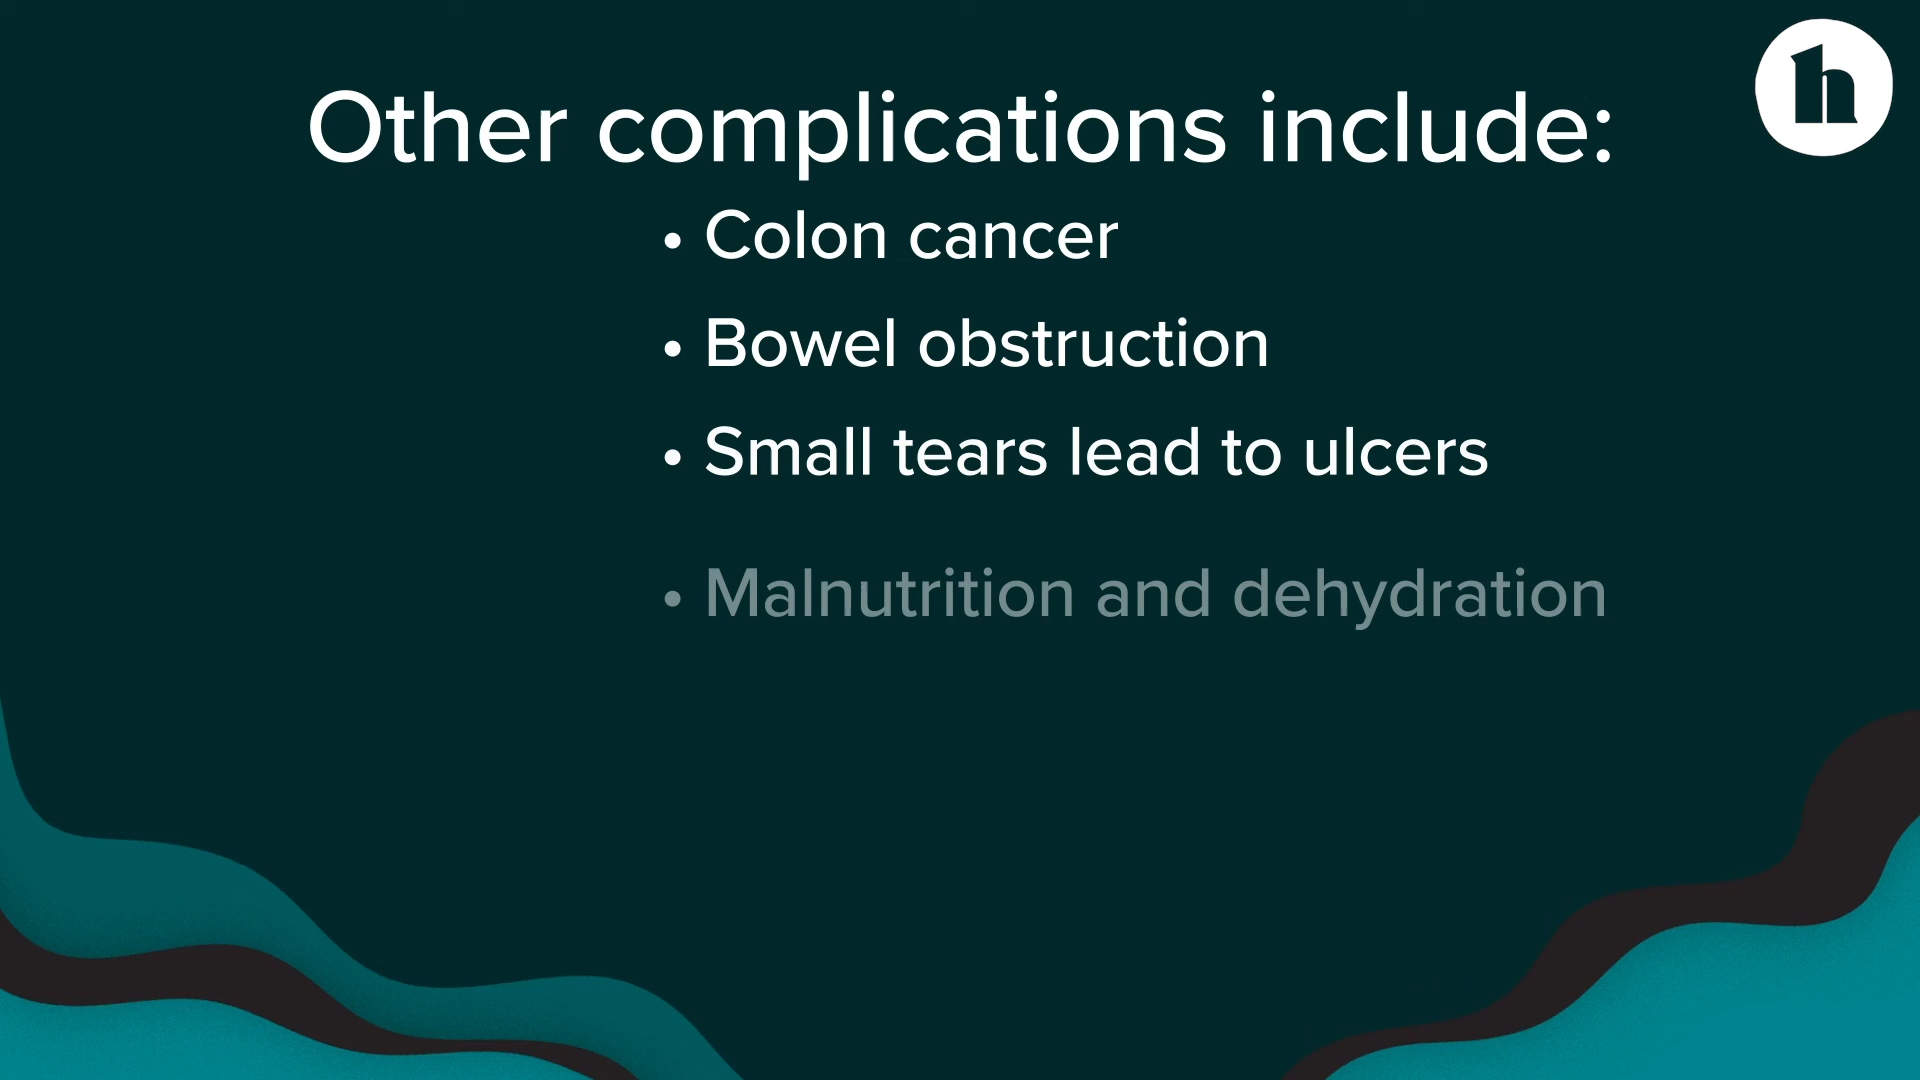 h
Other complications include:
• Colon cancer
• Bowel obstruction
• Small tears lead to ulcers
• Malnutrition and dehydration